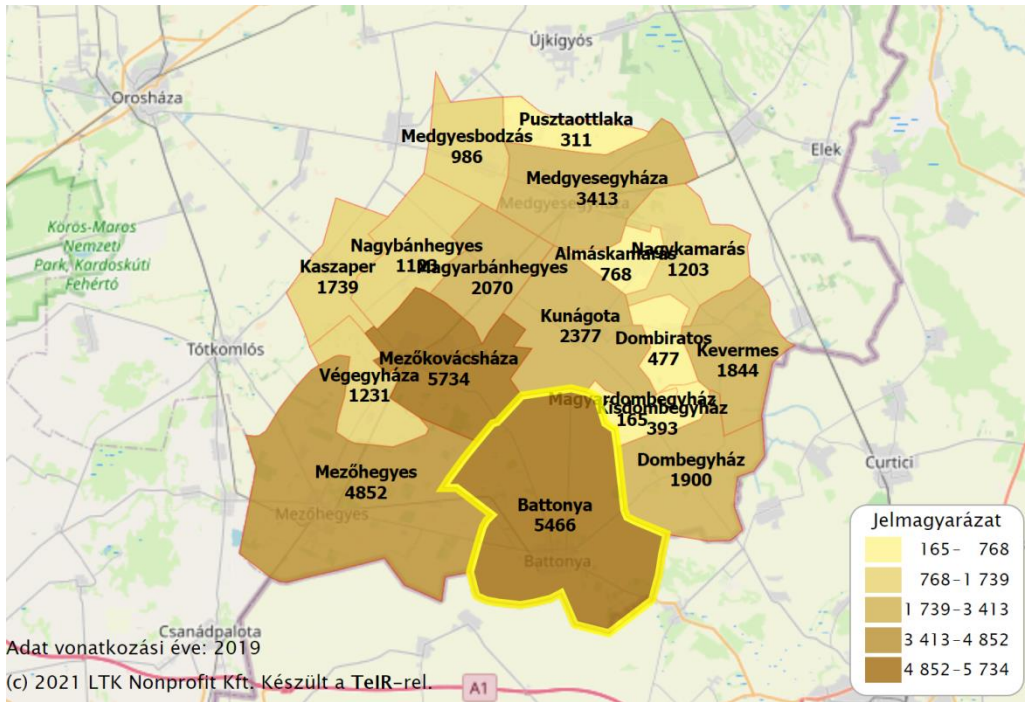 Újkígyós
Orosháza
Pusztaottlaka
311
Medgyesbodzás
986
Elek
Medgyesegyháza
3413
Medgyesegyháza
Körös-Maros
Nemzeti
Park, Kardoskúti
Fehértó
Nagybánhegyes
Kaszaper
1739
Magyarbánhegyes
2070
Almáskamarás
768
Nagykamarás
1203
Kunágota
2377
Dombiratos
477
Kevermes
1844
Tótkomlós
Mezőkovácsháza
5734
Végegyháza
1231
Magyardombegyház
165
Kisdombegyház
393
Mezőhegyes
4852
Mezőhegyes
Dombegyház
1900
Curtici
Battonya
5466
Battonya
Jelmagyarázat
165 - 768
768 - 1 739
1 739 - 3 413
3 413 - 4 852
4 852 - 5 734
Csanádpalota
Adat vonatkozási éve: 2019
(c) 2021 LTK Nonprofit Kft. Készült a TeIR-rel.
A1